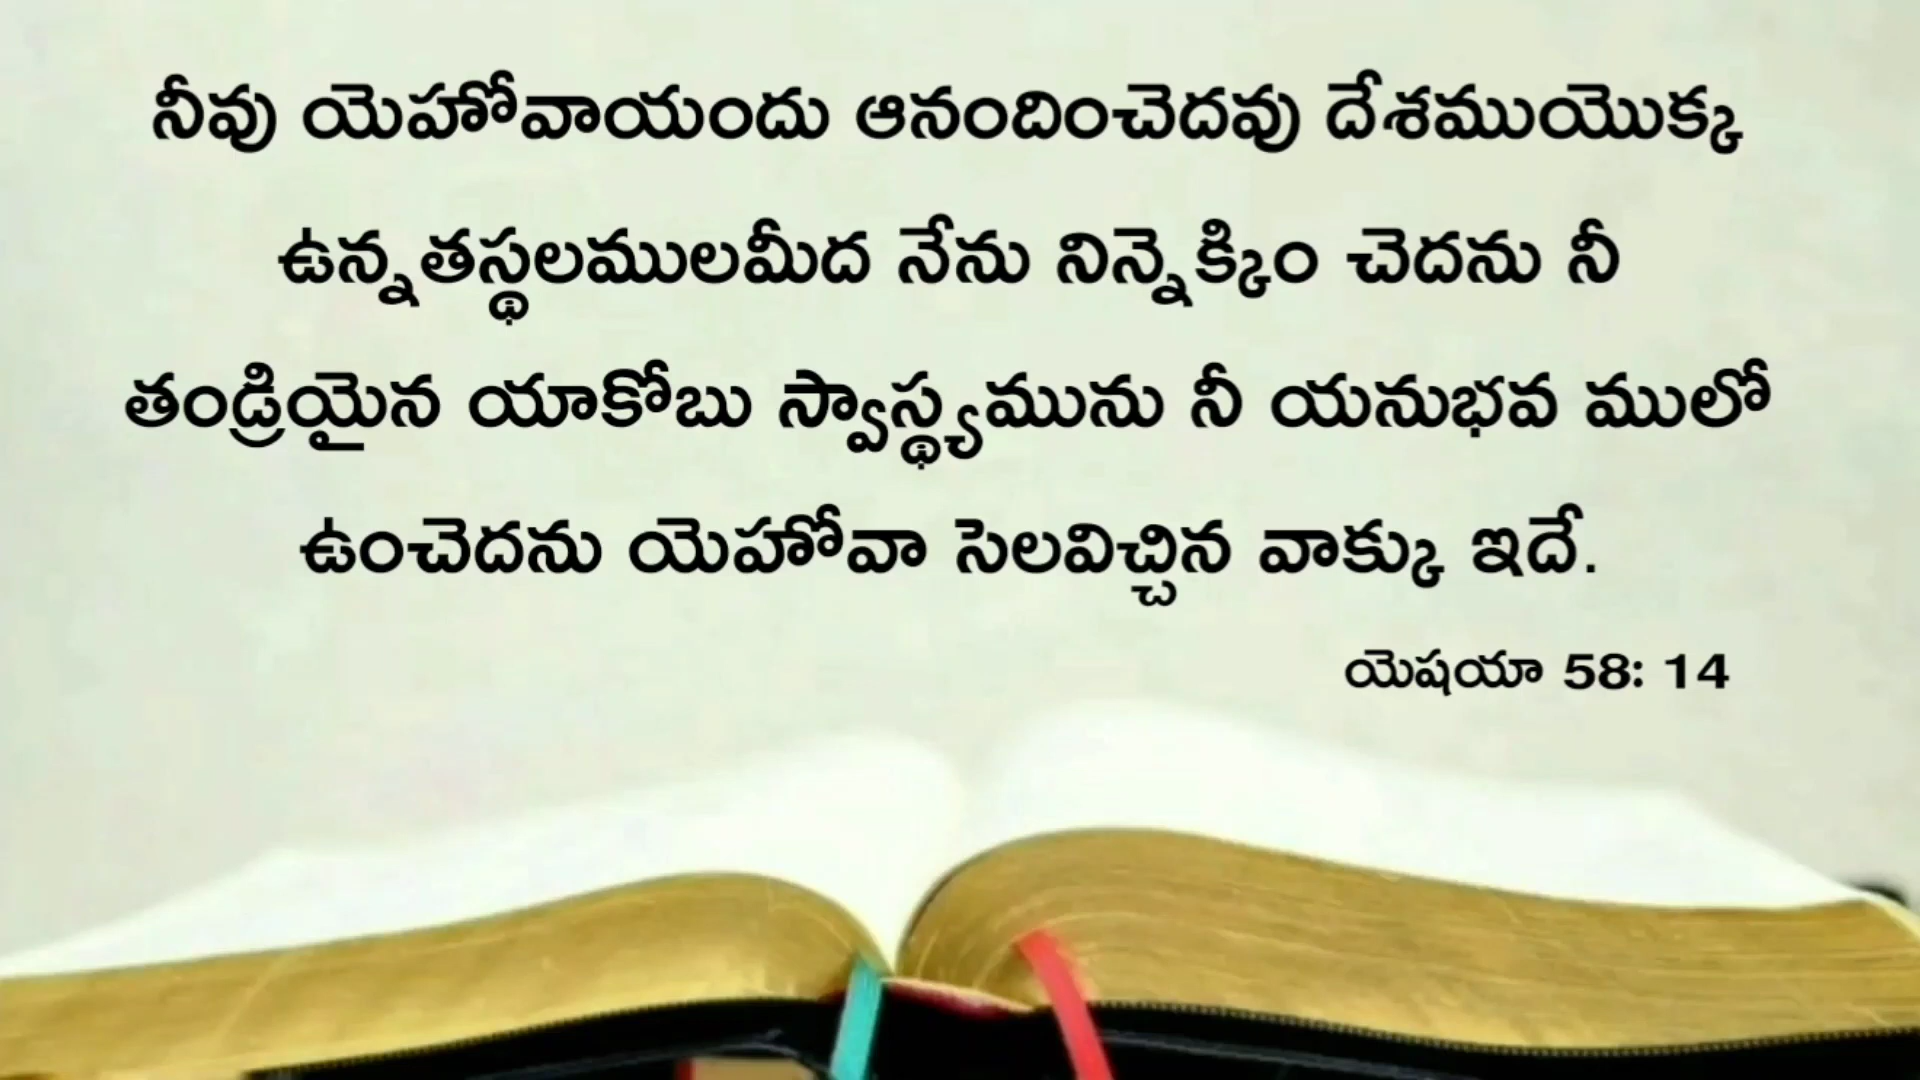 నీవు యెహోవాయందు ఆనందించెదవు దేశముయొక్క
ఉన్నతస్థలములమీద నేను నిన్నెక్కిం చెదను నీ
తండ్రియైన యాకోబు స్వాస్థ్యమును నీ యనుభవ ములో
ఉంచెదను యెహోవా సెలవిచ్చిన వాక్కు ఇదే.
యెషయా 58: 14